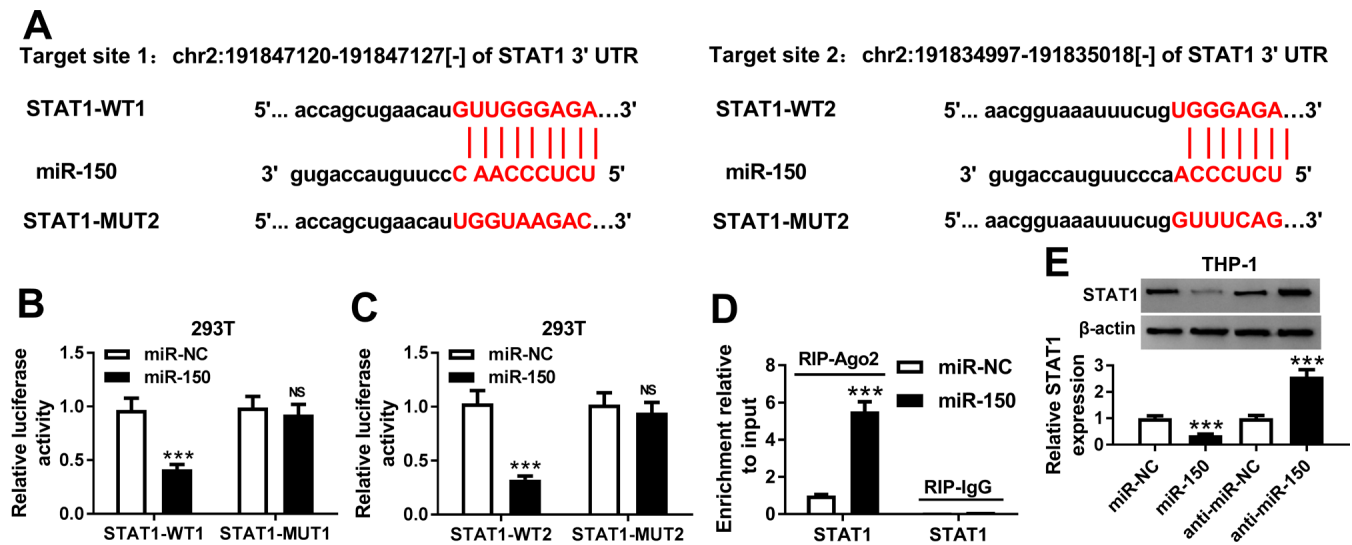 A
Target site 1: chr2:191847120-191847127[-] of STAT1 3' UTR
STAT1-WT1 5'... accagcugaacauGUUGGGAGA...3'
miR-150 3' gugaccauguuccC AACCCUCU 5'
STAT1-MUT2 5'... accagcugaacauUGGUAAGAC...3'
Target site 2: chr2:191834997-191835018[-] of STAT1 3' UTR
STAT1-WT2 5'... aacgguaaauuucugUGGGAGA...3'
miR-150 3' gugaccauguucccaACCCUCU 5'
STAT1-MUT2 5'... aacgguaaauuucugGUUUCAG...3'
B
293T
Relative luciferase
activity
1.5
1.0
0.5
0.0
miR-NC
miR-150
***
NS
STAT1-WT1 STAT1-MUT1
C
293T
Relative luciferase
activity
1.5
1.0
0.5
0.0
miR-NC
miR-150
***
NS
STAT1-WT2 STAT1-MUT2
D
Enrichment relative
to input
8
6
4
2
0
RIP-Ago2
***
miR-NC
miR-150
RIP-IgG
STAT1 STAT1
E
THP-1
STAT1
β-actin
Relative STAT1
expression
3
2
1
0
***
***
miR-NC
miR-150
anti-miR-NC
anti-miR-150